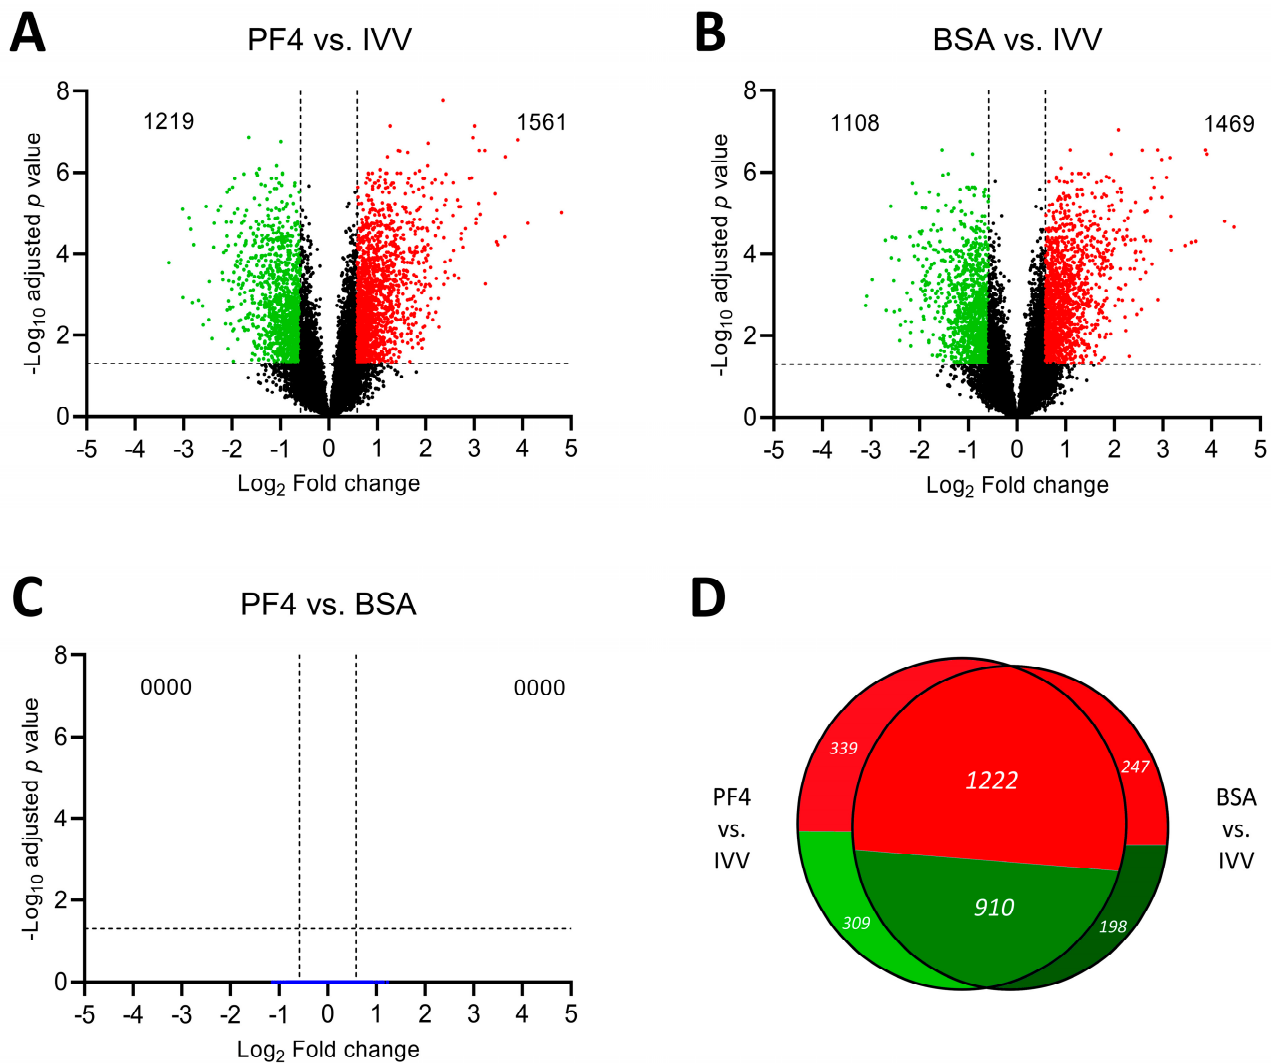 A
PF4 vs. IVV
1219
1561
-Log10 adjusted p value
8
6
4
2
0
-5 -4 -3 -2 -1 0 1 2 3 4 5
Log2 Fold change
B
BSA vs. IVV
1108
1469
-Log10 adjusted p value
8
6
4
2
0
-5 -4 -3 -2 -1 0 1 2 3 4 5
Log2 Fold change
C
PF4 vs. BSA
0000
0000
-Log10 adjusted p value
8
6
4
2
0
-5 -4 -3 -2 -1 0 1 2 3 4 5
Log2 Fold change
D
PF4
vs.
IVV
339
1222
247
309
910
198
BSA
vs.
IVV